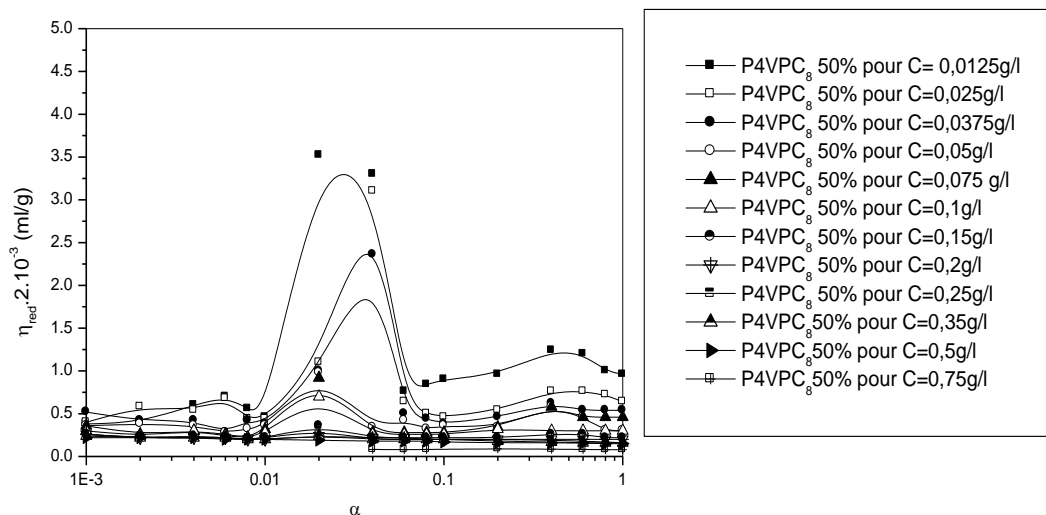 5.0
4.5
4.0
3.5
3.0
2.5
2.0
1.5
1.0
0.5
0.0
η_red.2.10⁻³ (ml/g)
1E-3
0.01
0.1
1
α
P4VPC₈ 50% pour C= 0,0125g/l
P4VPC₈ 50% pour C=0,025g/l
P4VPC₈ 50% pour C=0,0375g/l
P4VPC₈ 50% pour C=0,05g/l
P4VPC₈ 50% pour C=0,075 g/l
P4VPC₈ 50% pour C=0,1g/l
P4VPC₈ 50% pour C=0,15g/l
P4VPC₈ 50% pour C=0,2g/l
P4VPC₈ 50% pour C=0,25g/l
P4VPC₈50% pour C=0,35g/l
P4VPC₈50% pour C=0,5g/l
P4VPC₈50% pour C=0,75g/l